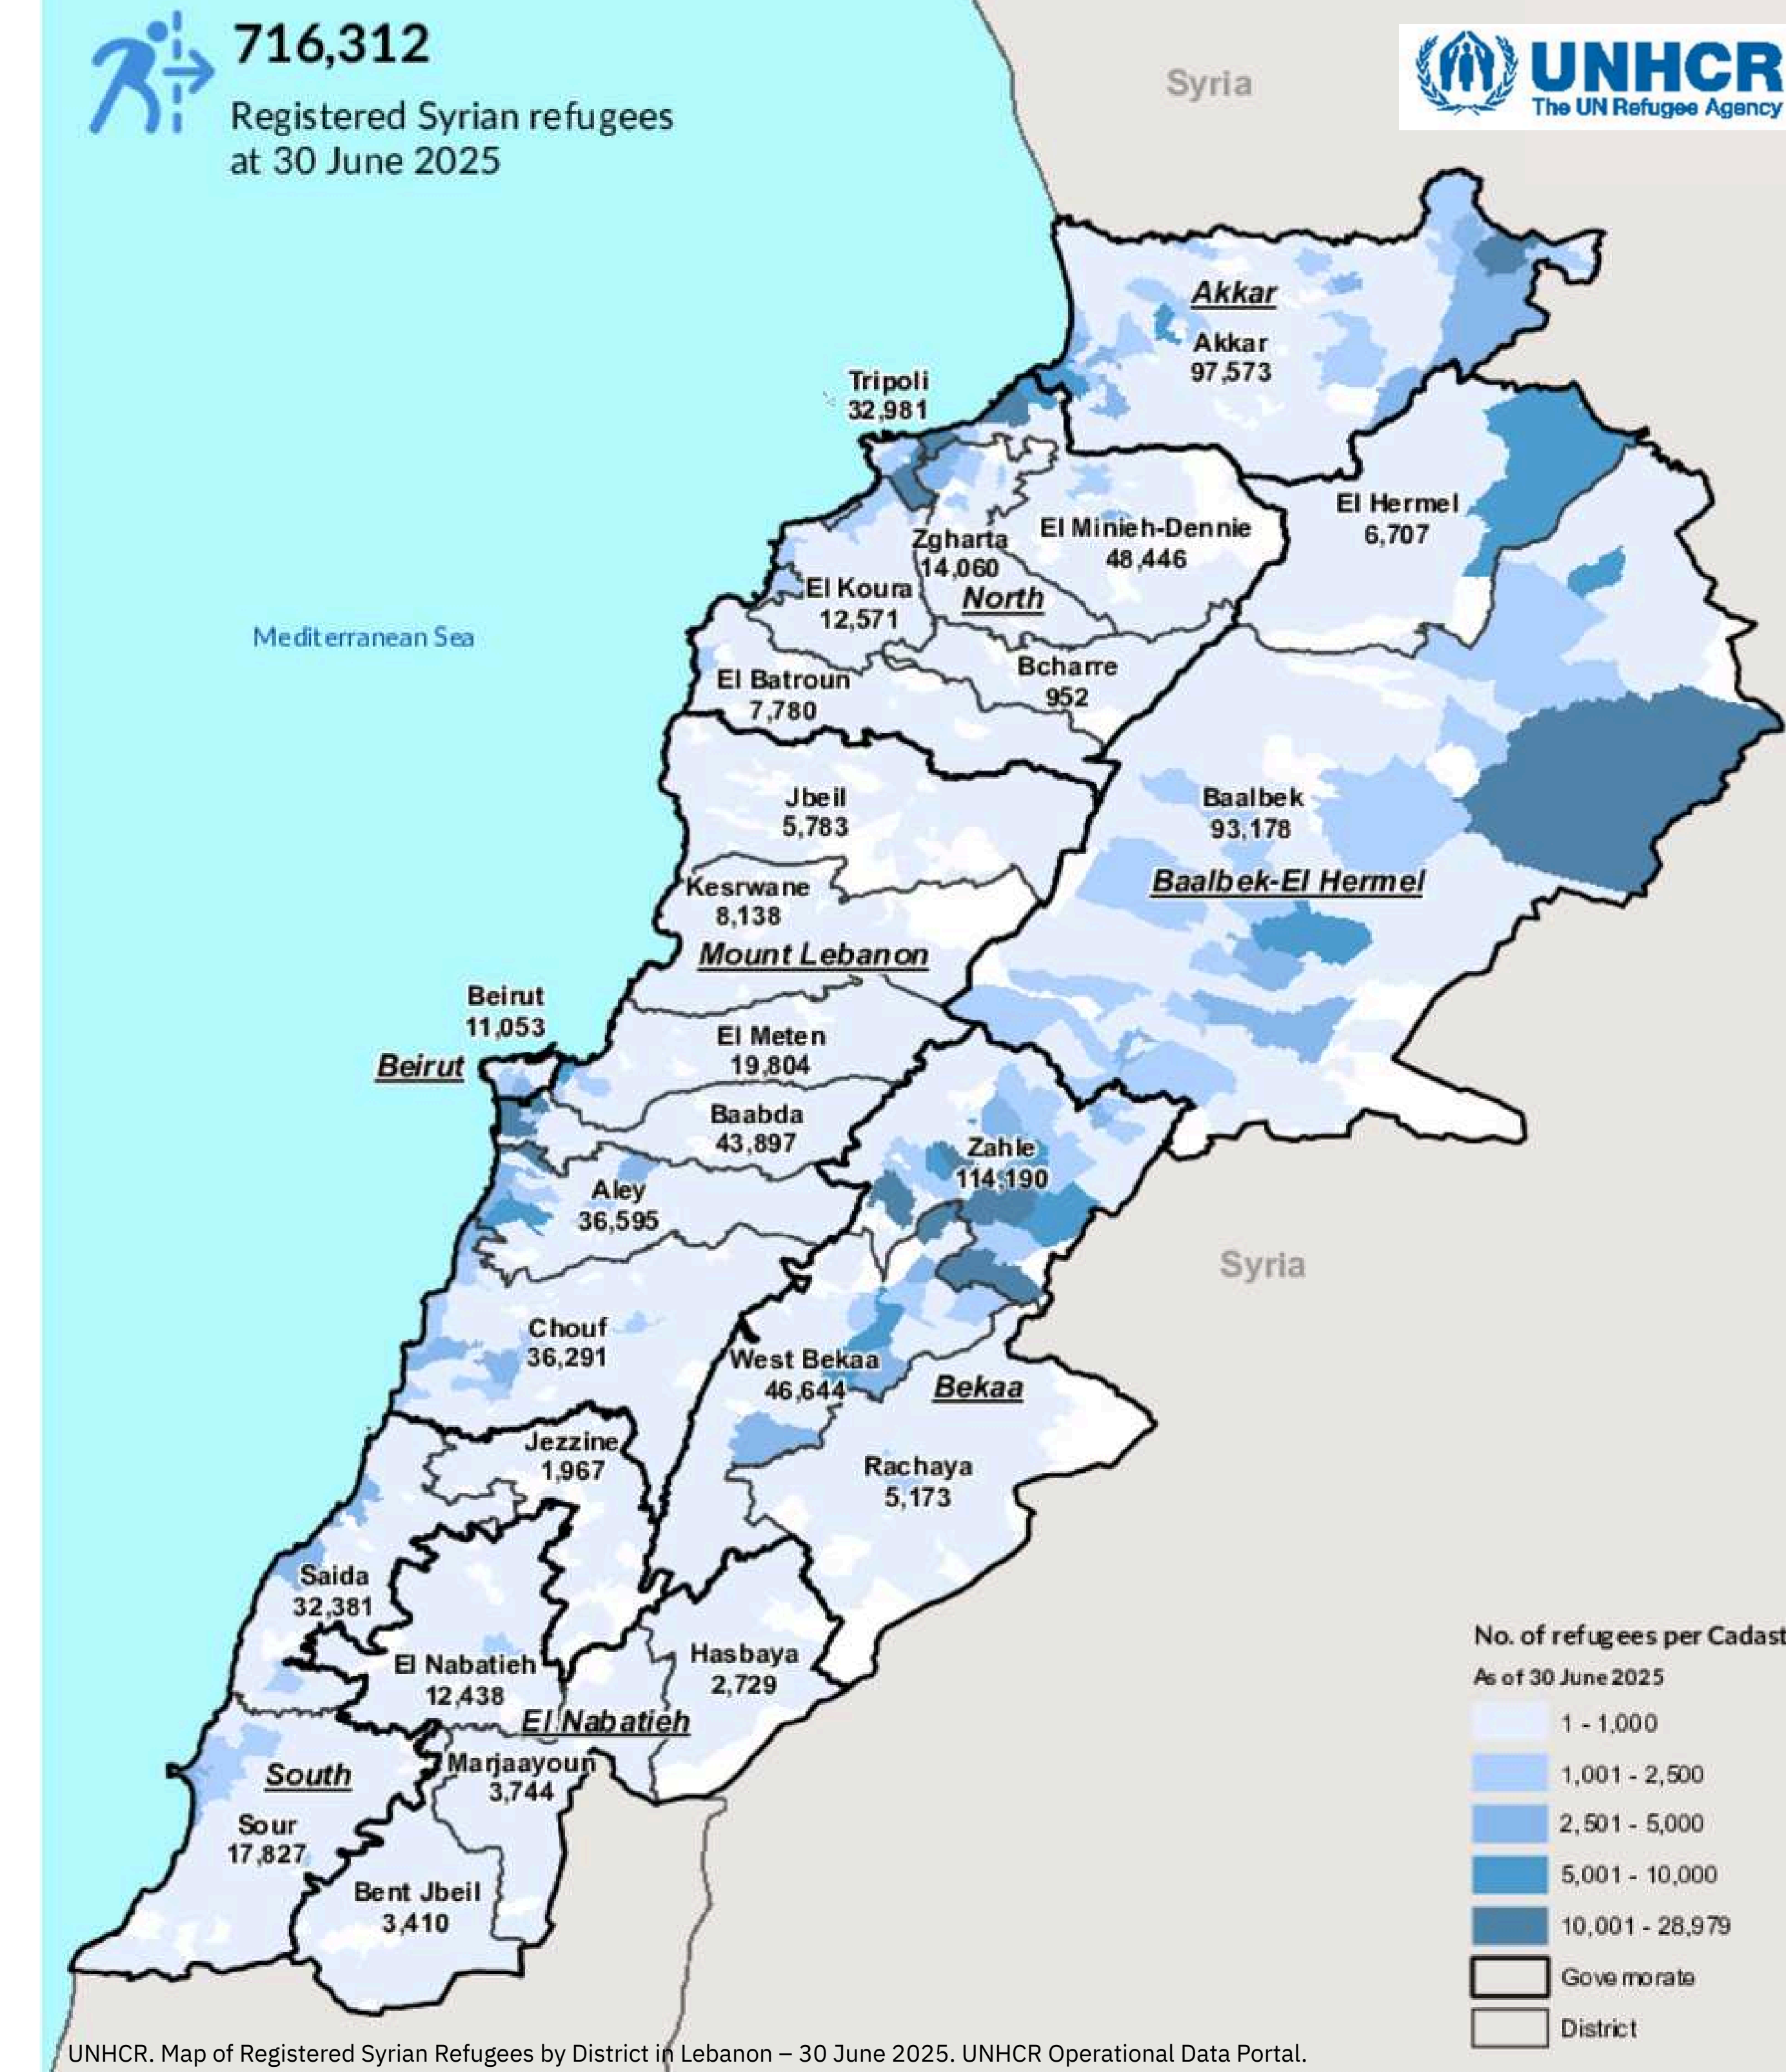 716,312
Registered Syrian refugees
at 30 June 2025
UNHCR
The UN Refugee Agency
Syria
Akkar
Akkar
97,573
Tripoli
32,981
El Hermel
6,707
El Minieh-Dennie
48,446
Zgharta
14,060
North
El Koura
12,571
Mediterranean Sea
Bcharre
952
El Batroun
7,780
Jbeil
5,783
Baalbek
93,178
Baalbek-El Hermel
Kesrwane
8,138
Mount Lebanon
Beirut
11,053
Beirut
El Meten
19,804
Baabda
43,897
Zahle
114,190
Aley
36,595
Syria
Chouf
36,291
West Bekaa
46,644
Bekaa
Jezzine
1,967
Rachaya
5,173
Saida
32,381
El Nabatieh
12,438
Hasbaya
2,729
El Nabatieh
Marjaayoun
3,744
South
Sour
17,827
Bent Jbeil
3,410
No. of refugees per Cadast
As of 30 June 2025
1 - 1,000
1,001 - 2,500
2,501 - 5,000
5,001 - 10,000
10,001 - 28,979
Governorate
District
UNHCR. Map of Registered Syrian Refugees by District in Lebanon – 30 June 2025. UNHCR Operational Data Portal.